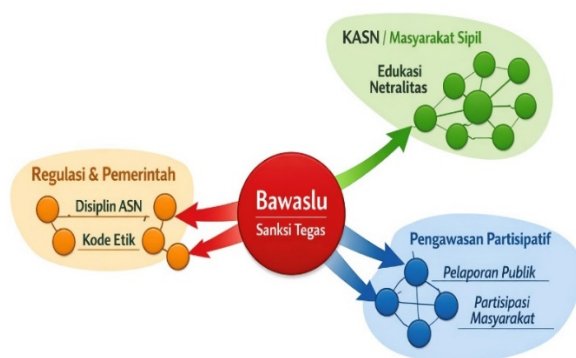 KASN / Masyarakat Sipil
Edukasi
Netralitas
Regulasi & Pemerintah
Disiplin ASN
Kode Etik
Bawaslu
Sanksi Tegas
Pengawasan Partisipatif
Pelaporan Publik
Partisipasi
Masyarakat